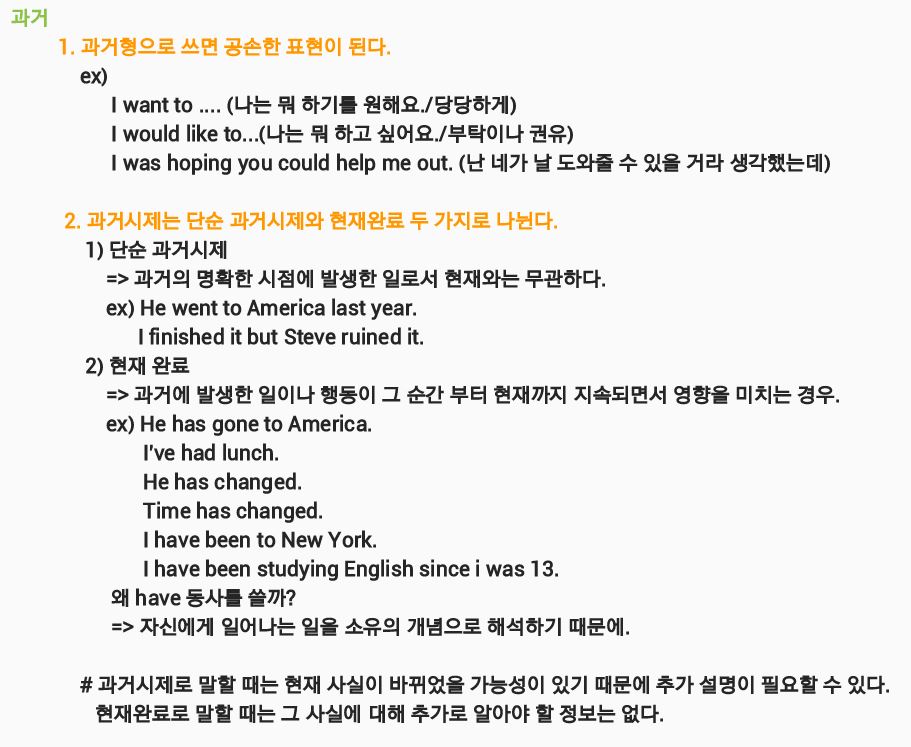 과거
1. 과거형으로 쓰면 공손한 표현이 된다.
ex)
I want to .... (나는 뭐 하기를 원해요./당당하게)
I would like to...(나는 뭐 하고 싶어요./부탁이나 권유)
I was hoping you could help me out. (난 네가 날 도와줄 수 있을 거라 생각했는데)
2. 과거시제는 단순 과거시제와 현재완료 두 가지로 나뉜다.
1) 단순 과거시제
=> 과거의 명확한 시점에 발생한 일로서 현재와는 무관하다.
ex) He went to America last year.
I finished it but Steve ruined it.
2) 현재 완료
=> 과거에 발생한 일이나 행동이 그 순간 부터 현재까지 지속되면서 영향을 미치는 경우.
ex) He has gone to America.
I've had lunch.
He has changed.
Time has changed.
I have been to New York.
I have been studying English since i was 13.
왜 have 동사를 쓸까?
=> 자신에게 일어나는 일을 소유의 개념으로 해석하기 때문에.
# 과거시제로 말할 때는 현재 사실이 바뀌었을 가능성이 있기 때문에 추가 설명이 필요할 수 있다.
현재완료로 말할 때는 그 사실에 대해 추가로 알아야 할 정보는 없다.